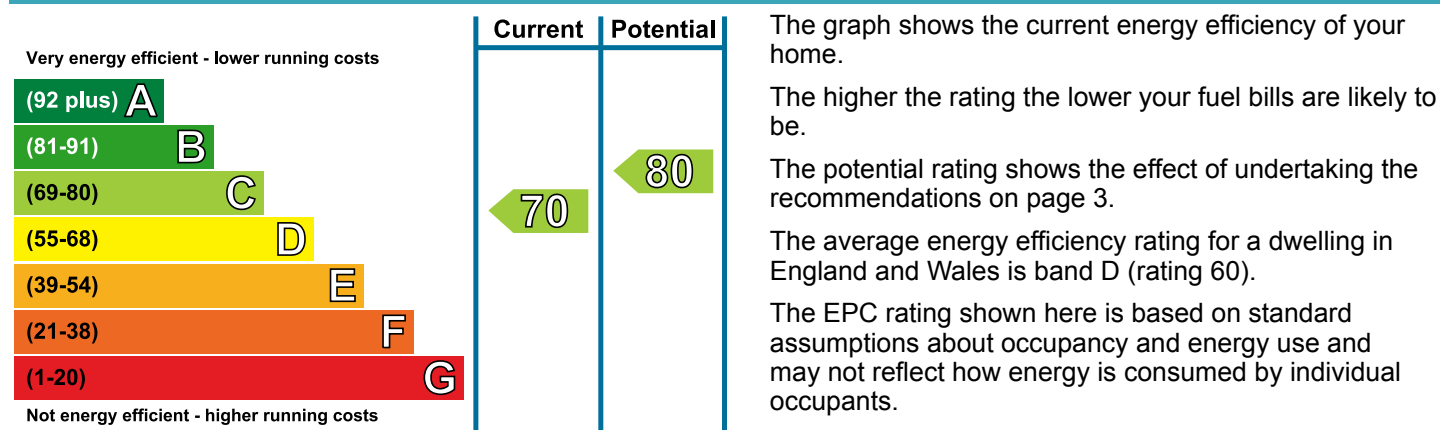 Current Potential
Very energy efficient - lower running costs
(92 plus) A
(81-91) B
(69-80) C
(55-68) D
(39-54) E
(21-38) F
(1-20) G
Not energy efficient - higher running costs
70
80
The graph shows the current energy efficiency of your
home.
The higher the rating the lower your fuel bills are likely to
be.
The potential rating shows the effect of undertaking the
recommendations on page 3.
The average energy efficiency rating for a dwelling in
England and Wales is band D (rating 60).
The EPC rating shown here is based on standard
assumptions about occupancy and energy use and
may not reflect how energy is consumed by individual
occupants.